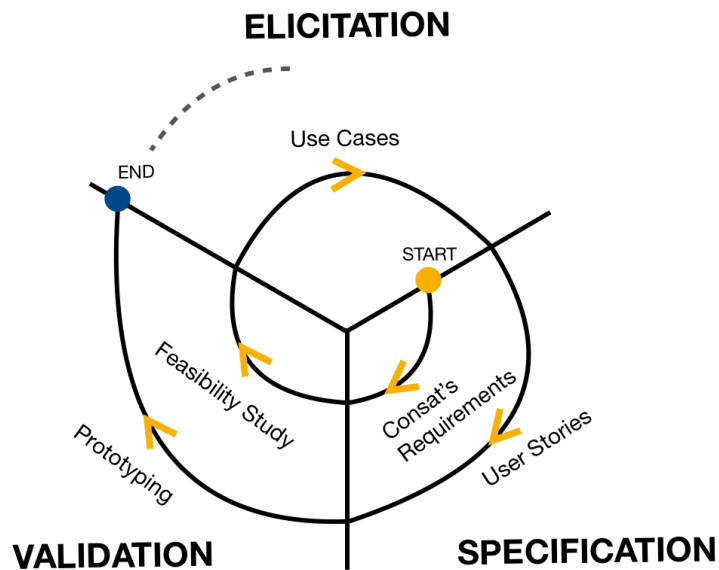 ELICITATION
Use Cases
END
START
Feasibility Study
Consat's
Requirements
User Stories
Prototyping
VALIDATION
SPECIFICATION